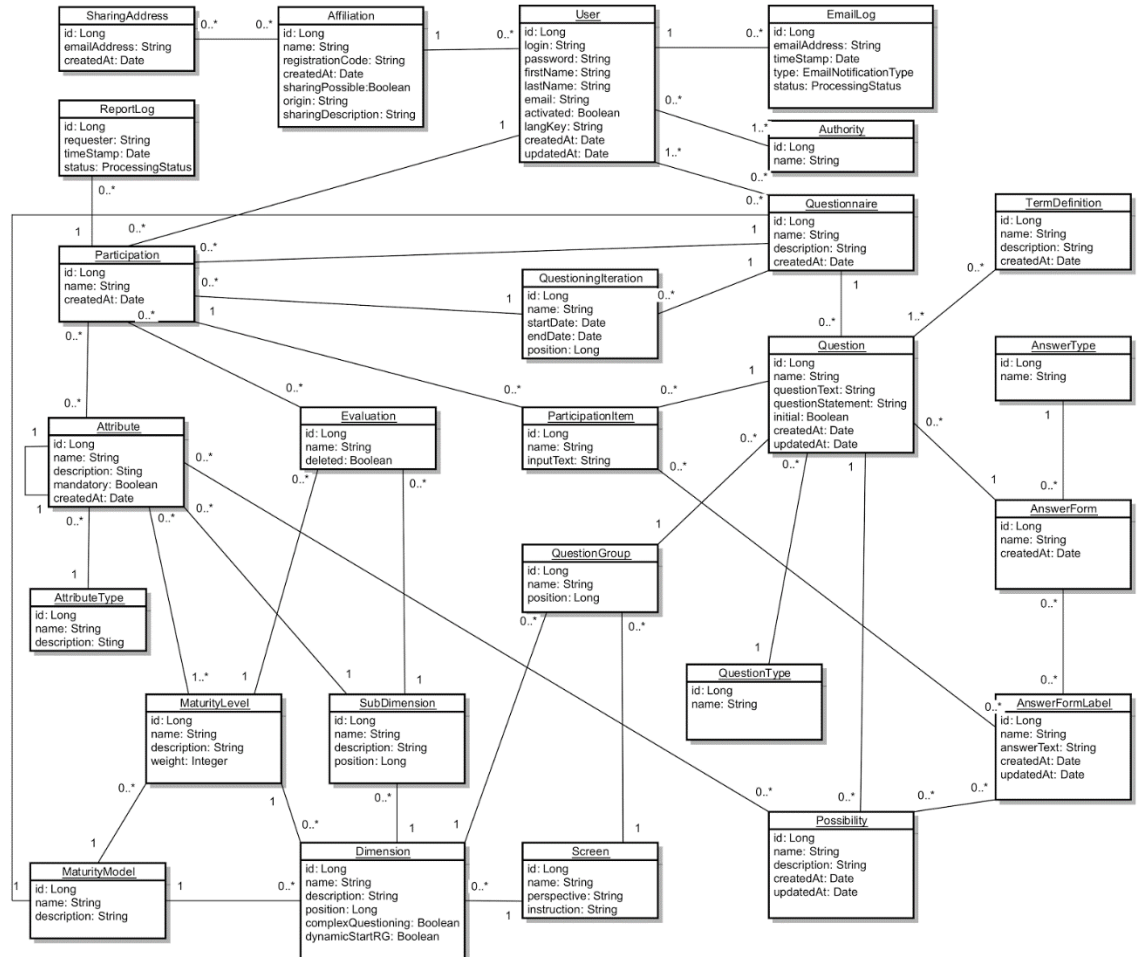 SharingAddress
id: Long
emailAddress: String
createdAt: Date
0..*
0..*
Affiliation
id: Long
name: String
registrationCode: String
createdAt: Date
sharingPossible:Boolean
origin: String
sharingDescription: String
1
0..*
User
id: Long
login: String
password: String
firstName: String
lastName: String
email: String
activated: Boolean
langKey: String
createdAt: Date
updatedAt: Date
1
0..*
EmailLog
id: Long
emailAddress: String
timeStamp: Date
type: EmailNotificationType
status: ProcessingStatus
0..*
1..*
Authority
id: Long
name: String
ReportLog
id: Long
requester: String
timeStamp: Date
status: ProcessingStatus
0..*
1
1
0..*
1..*
0..*
0..*
Questionnaire
id: Long
name: String
description: String
createdAt: Date
TermDefinition
id: Long
name: String
description: String
createdAt: Date
0..*
1..*
Participation
id: Long
name: String
createdAt: Date
0..*
1
0..*
1
QuestioningIteration
id: Long
name: String
startDate: Date
endDate: Date
position: Long
1
0..*
1
0..*
0..*
1
0..*
Question
id: Long
name: String
questionText: String
questionStatement: String
initial: Boolean
createdAt: Date
updatedAt: Date
AnswerType
id: Long
name: String
1
0..*
0..*
0..*
0..*
0..*
1
Attribute
id: Long
name: String
description: Sting
mandatory: Boolean
createdAt: Date
1
1
0..*
0..*
0..*
0..*
Evaluation
id: Long
name: String
deleted: Boolean
0..*
0..*
ParticipationItem
id: Long
name: String
inputText: String
0..*
0..*
0..*
0..*
1
1
AnswerForm
id: Long
name: String
createdAt: Date
0..*
0..*
1
AttributeType
id: Long
name: String
description: Sting
QuestionGroup
id: Long
name: String
position: Long
1
0..*
0..*
1
QuestionType
id: Long
name: String
1..*
1
1
1
MaturityLevel
id: Long
name: String
description: String
weight: Integer
SubDimension
id: Long
name: String
description: String
position: Long
0..*
AnswerFormLabel
id: Long
name: String
answerText: String
createdAt: Date
updatedAt: Date
0..*
1
1
0..*
0..*
1
1
1
0..*
0..*
0..*
0..*
Possibility
id: Long
name: String
description: String
createdAt: Date
updatedAt: Date
1
MaturityModel
id: Long
name: String
description: String
1
0..*
Dimension
id: Long
name: String
description: String
position: Long
complexQuestioning: Boolean
dynamicStartRG: Boolean
0..*
1
Screen
id: Long
name: String
perspective: String
instruction: String